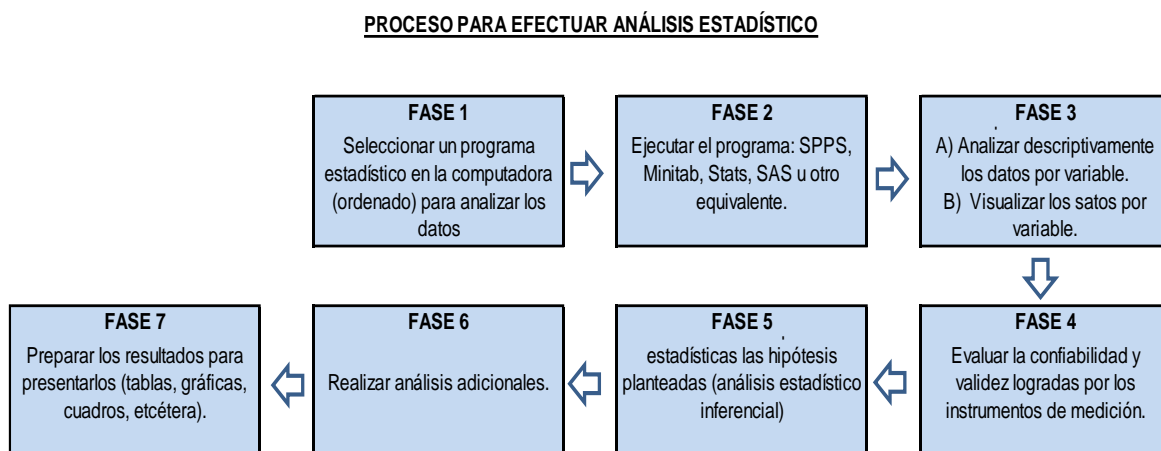 PROCESO PARA EFECTUAR ANÁLISIS ESTADÍSTICO
FASE 1
Seleccionar un programa
estadístico en la computadora
(ordenado) para analizar los
datos
FASE 2
Ejecutar el programa: SPPS,
Minitab, Stats, SAS u otro
equivalente.
FASE 3
A) Analizar descriptivamente
los datos por variable.
B) Visualizar los satos por
variable.
FASE 4
Evaluar la confiabilidad y
validez logradas por los
instrumentos de medición.
FASE 5
estadísticas las hipótesis
planteadas (análisis estadístico
inferencial)
FASE 6
Realizar análisis adicionales.
FASE 7
Preparar los resultados para
presentarlos (tablas, gráficas,
cuadros, etcétera).